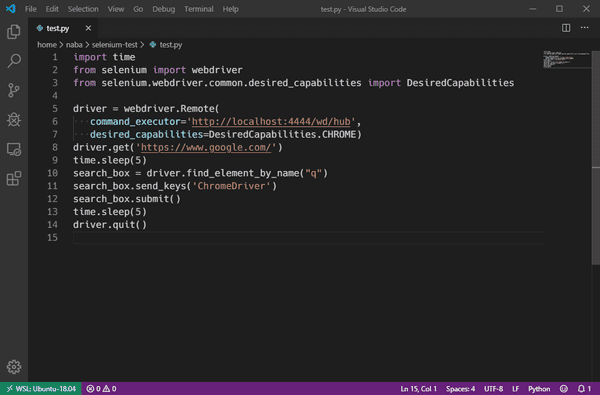 File Edit Selection View Go Debug Terminal Help test.py - Visual Studio Code
test.py
home > naba > selenium-test > test.py
1 import time
2 from selenium import webdriver
3 from selenium.webdriver.common.desired_capabilities import DesiredCapabilities
4
5 driver = webdriver.Remote(
6 command_executor='http://localhost:4444/wd/hub',
7 desired_capabilities=DesiredCapabilities.CHROME)
8 driver.get('https://www.google.com/')
9 time.sleep(5)
10 search_box = driver.find_element_by_name("q")
11 search_box.send_keys('ChromeDriver')
12 search_box.submit()
13 time.sleep(5)
14 driver.quit()
15
WSL: Ubuntu-18.04 0 0 Ln 15, Col 1 Spaces: 4 UTF-8 LF Python 1